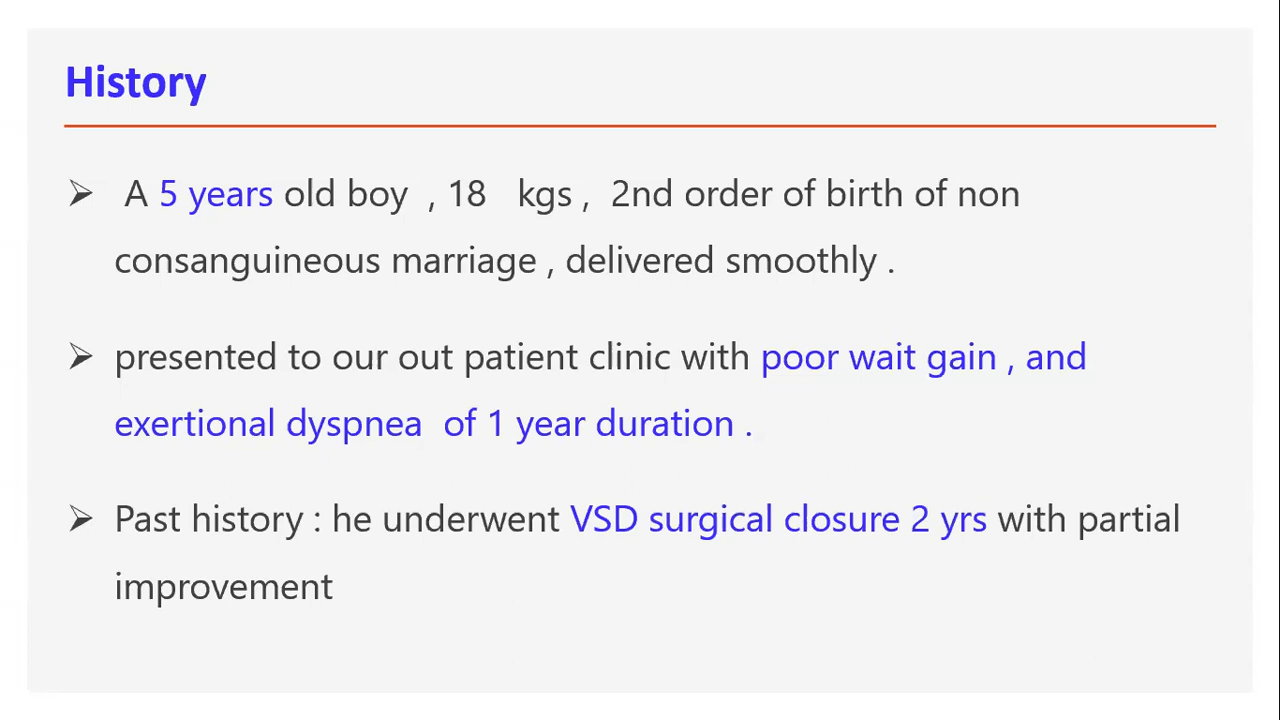 History
➢ A 5 years old boy , 18 kgs , 2nd order of birth of non
consanguineous marriage , delivered smoothly .
➢ presented to our out patient clinic with poor wait gain , and
exertional dyspnea of 1 year duration .
➢ Past history : he underwent VSD surgical closure 2 yrs with partial
improvement